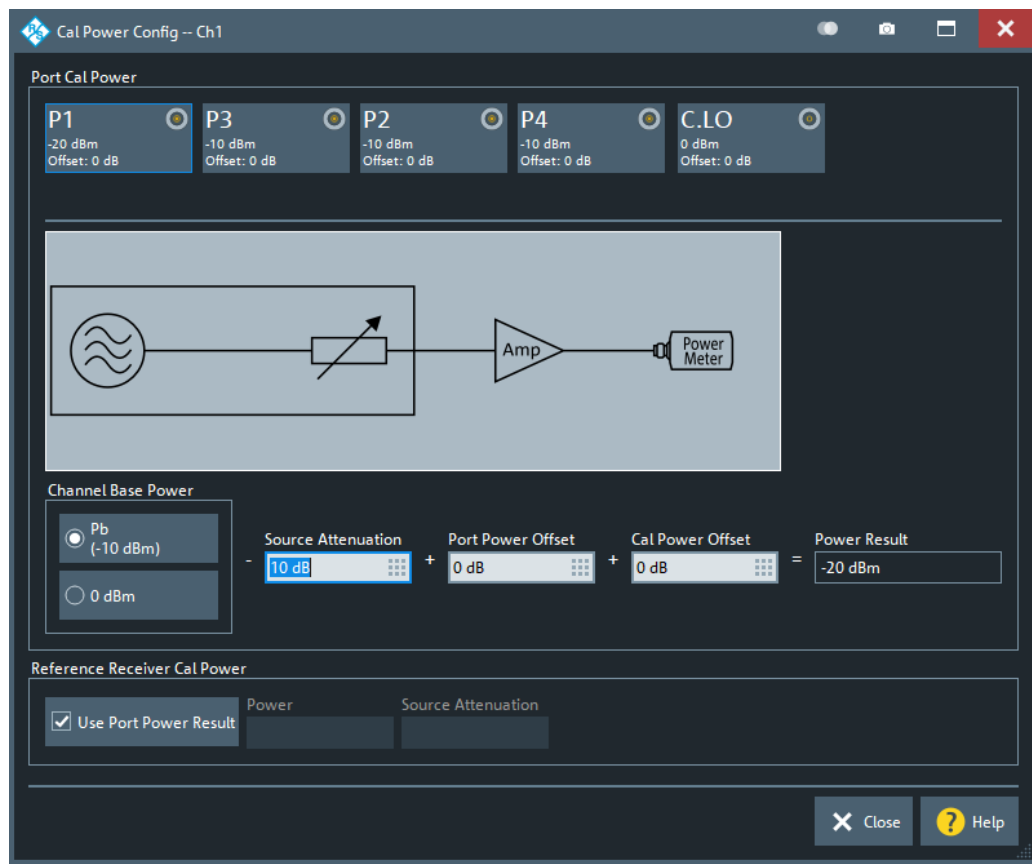 Cal Power Config -- Ch1
Port Cal Power
P1
-20 dBm
Offset: 0 dB
P3
-10 dBm
Offset: 0 dB
P2
-10 dBm
Offset: 0 dB
P4
-10 dBm
Offset: 0 dB
C.LO
0 dBm
Offset: 0 dB
Amp
Power
Meter
Channel Base Power
Pb
(-10 dBm)
0 dBm
-
Source Attenuation
10 dB
+
Port Power Offset
0 dB
+
Cal Power Offset
0 dB
=
Power Result
-20 dBm
Reference Receiver Cal Power
Use Port Power Result
Power
Source Attenuation
Close
? Help